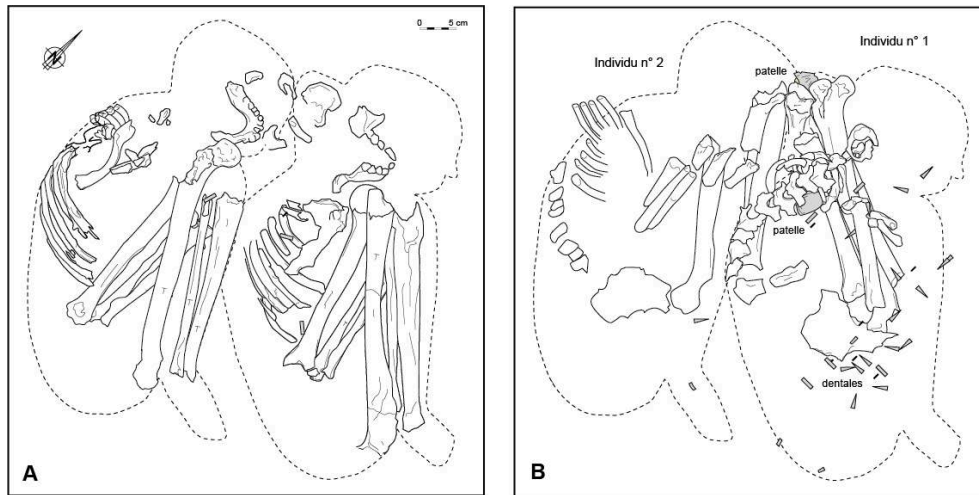 N
0 5 cm
A
Individu n° 1
Individu n° 2
patelle
patelle
dentales
B